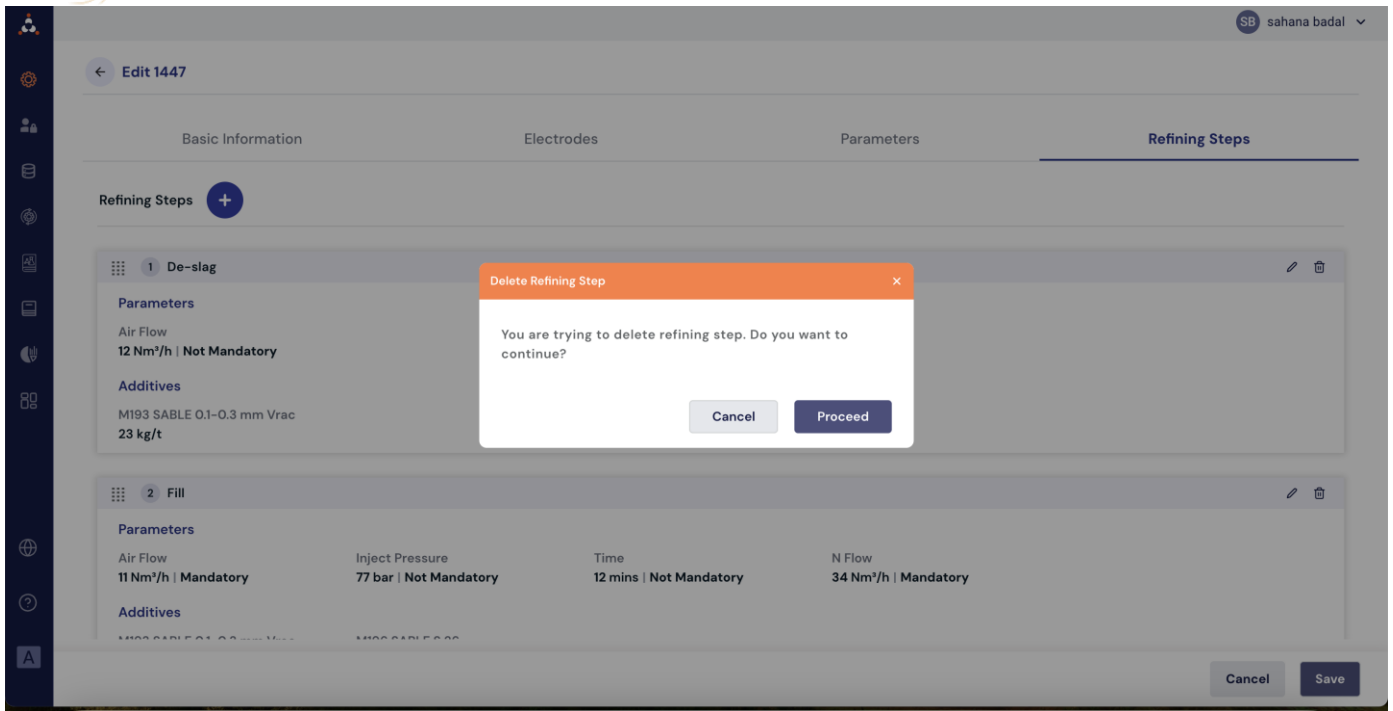 SB sahana badal
Edit 1447
Basic Information Electrodes Parameters Refining Steps
Refining Steps
1 De-slag
Delete Refining Step
Parameters
Air Flow
12 Nm³/h | Not Mandatory
You are trying to delete refining step. Do you want to
continue?
Additives
M193 SABLE 0.1-0.3 mm Vrac
23 kg/t
Cancel Proceed
2 Fill
Parameters
Air Flow Inject Pressure Time N Flow
11 Nm³/h | Mandatory 77 bar | Not Mandatory 12 mins | Not Mandatory 34 Nm³/h | Mandatory
Additives
A
Cancel Save